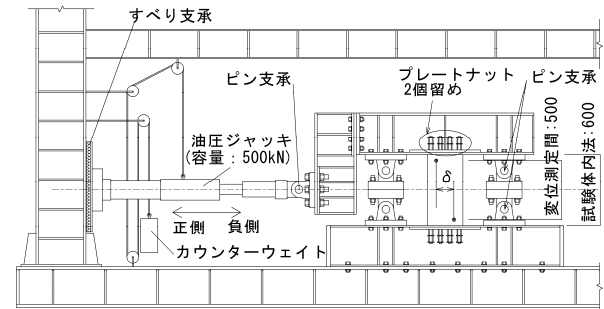 すべり支承
ピン支承
プレートナット
2個留め
ピン支承
油圧ジャッキ
(容量:500kN)
正側 負側
カウンターウェイト
δ
変位測定間:500
試験体内法:600